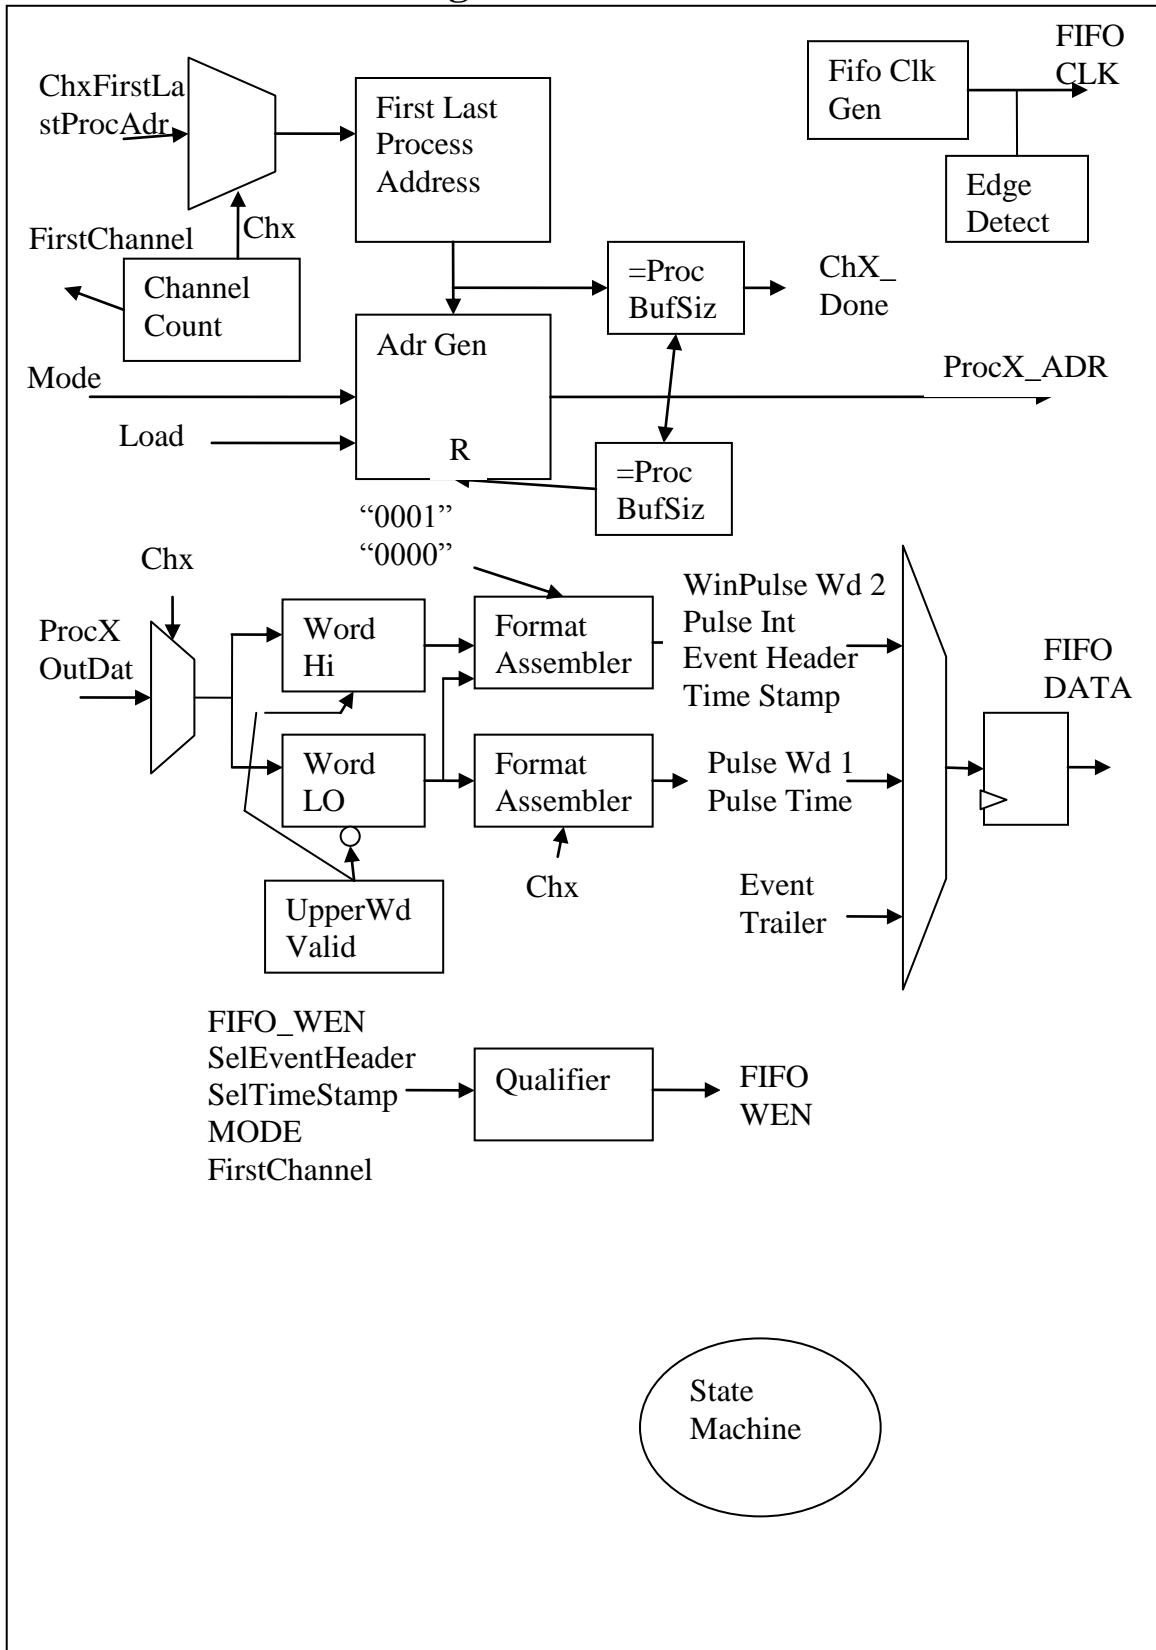 g
FIFO
CLK
Fifo Clk
Gen
ChxFirstLa
stProcAdr
First Last
Process
Address
Edge
Detect
FirstChannel
Chx
Channel
Count
=Proc
BufSiz
ChX_
Done
Adr Gen
R
Mode
Load
ProcX_ADR
=Proc
BufSiz
“0001”
“0000”
Chx
ProcX
OutDat
Word
Hi
Format
Assembler
WinPulse Wd 2
Pulse Int
Event Header
Time Stamp
FIFO
DATA
Word
LO
Format
Assembler
Pulse Wd 1
Pulse Time
Chx
UpperWd
Valid
Event
Trailer
FIFO_WEN
SelEventHeader
SelTimeStamp
MODE
FirstChannel
Qualifier
FIFO
WEN
State
Machine